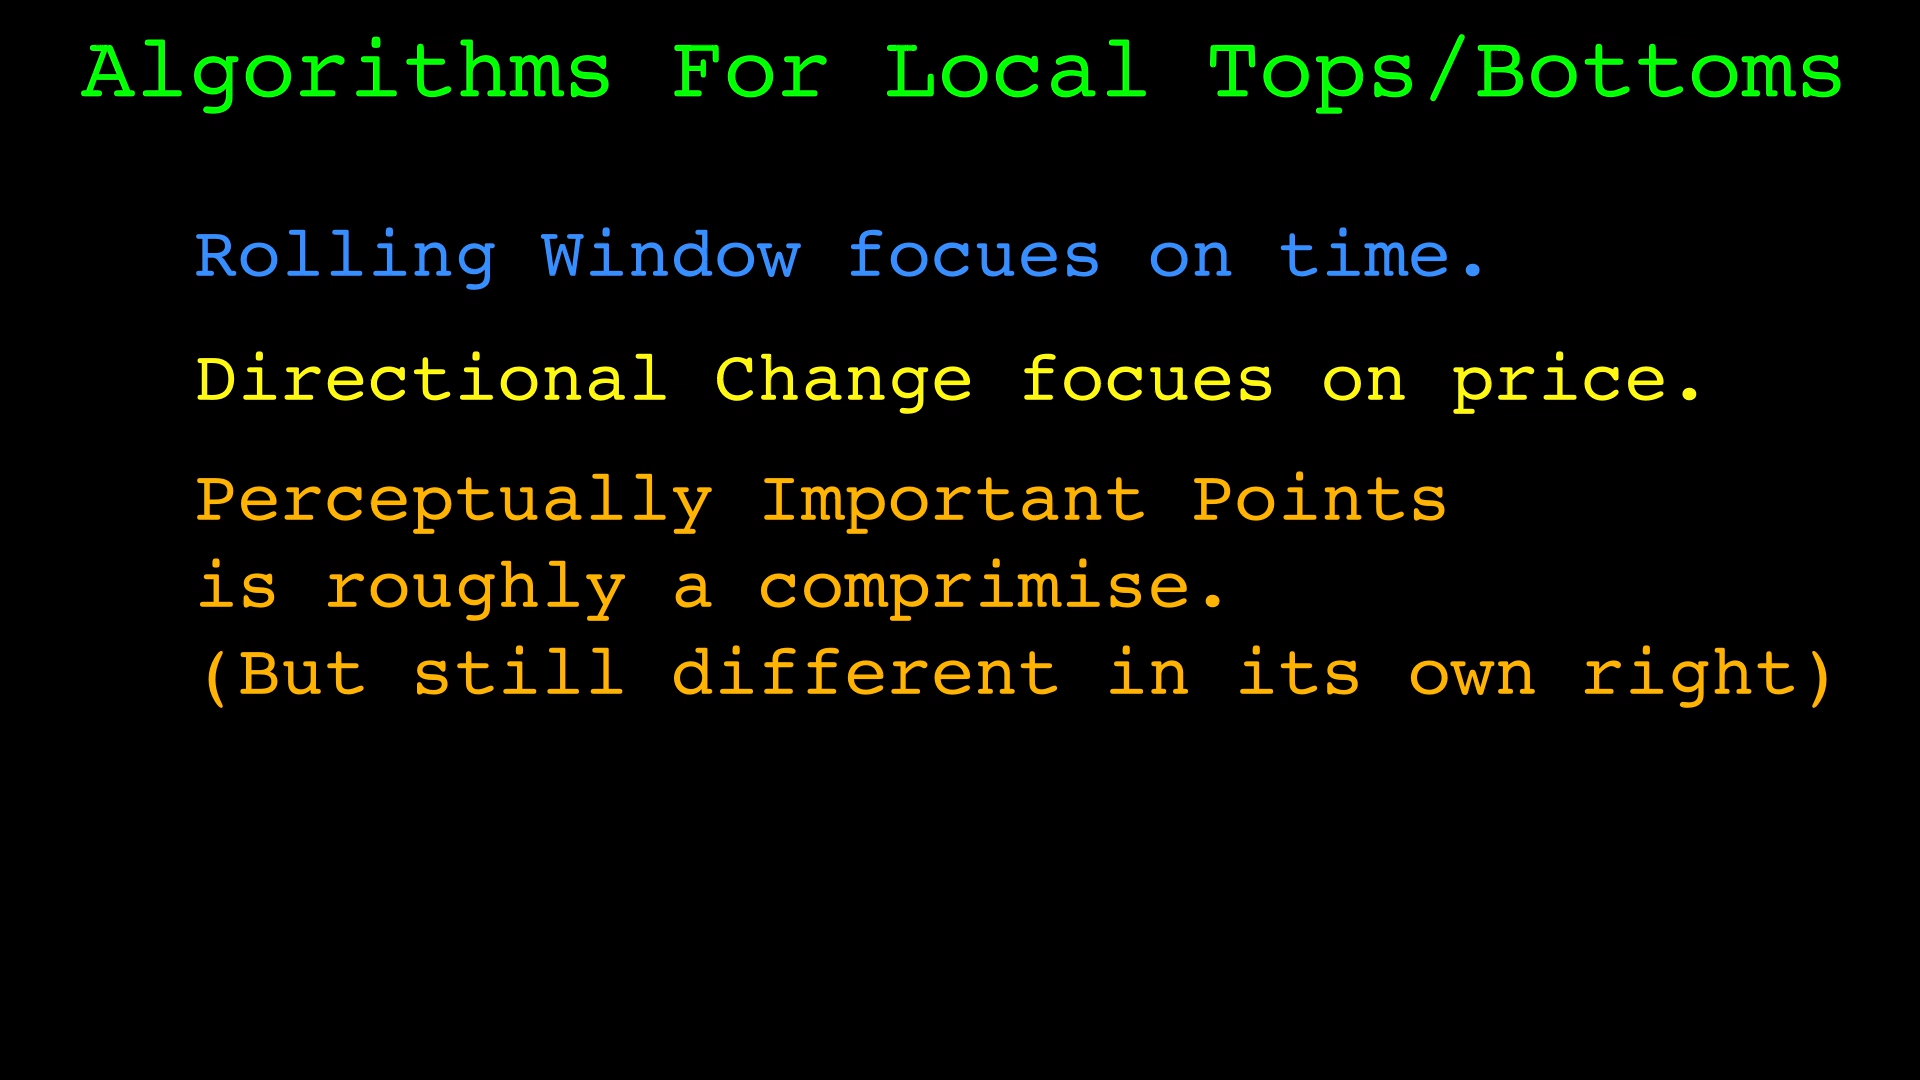 Algorithms For Local Tops/Bottoms
Rolling Window focues on time.
Directional Change focues on price.
Perceptually Important Points
is roughly a comprimise.
(But still different in its own right)